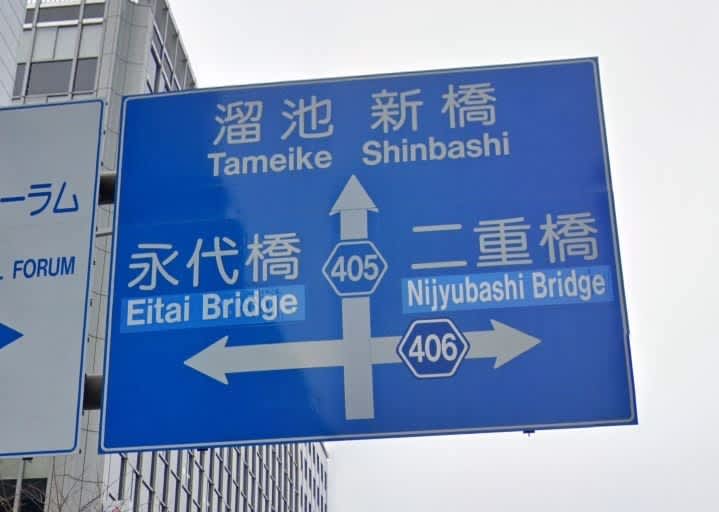 溜池 新橋
Tameike Shinbashi
永代橋
Eitai Bridge
405
二重橋
Nijyubashi Bridge
406
ーラム
FORUM